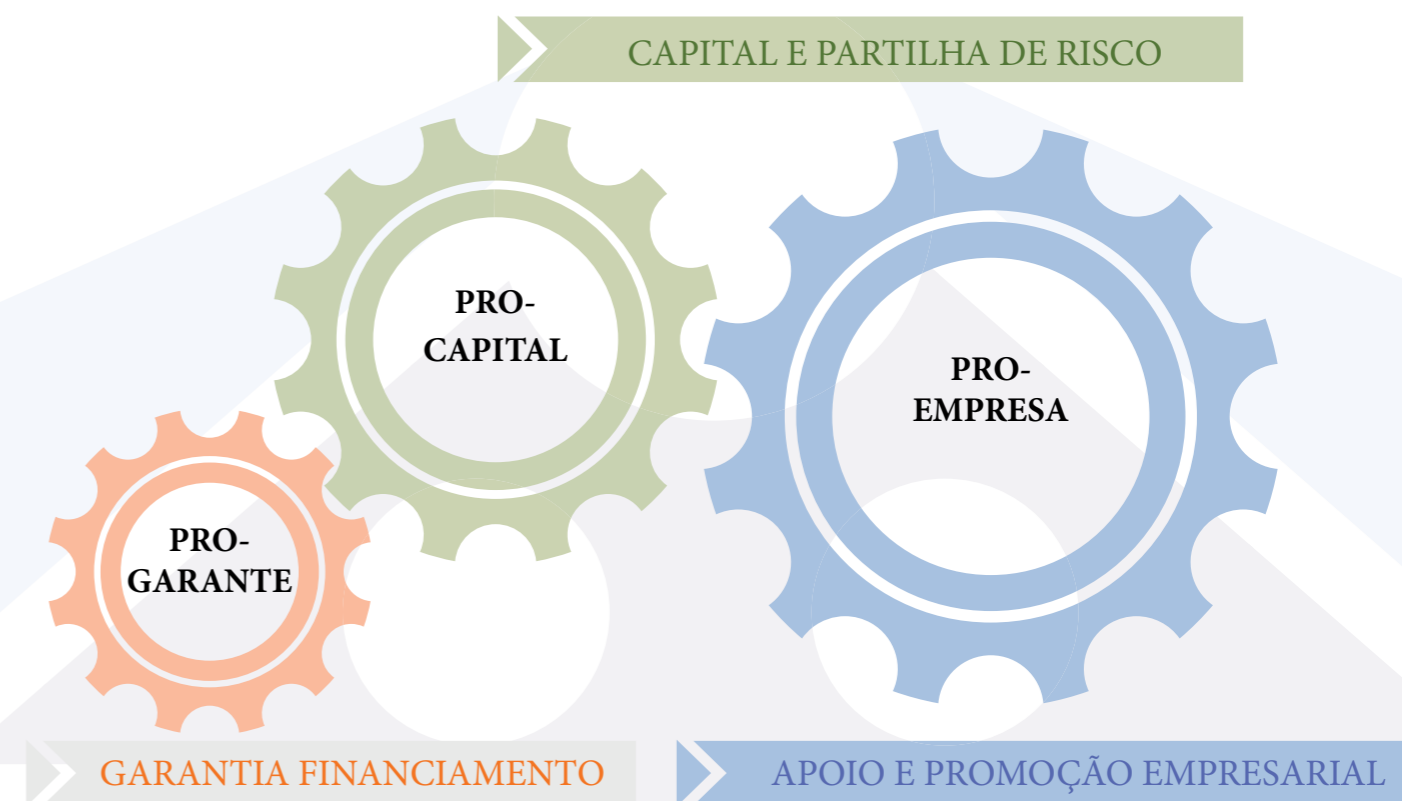 CAPITAL E PARTILHA DE RISCO
PRO-
CAPITAL
PRO-
EMPRESA
PRO-
GARANTE
GARANTIA FINANCIAMENTO
APOIO E PROMOÇÃO EMPRESARIAL